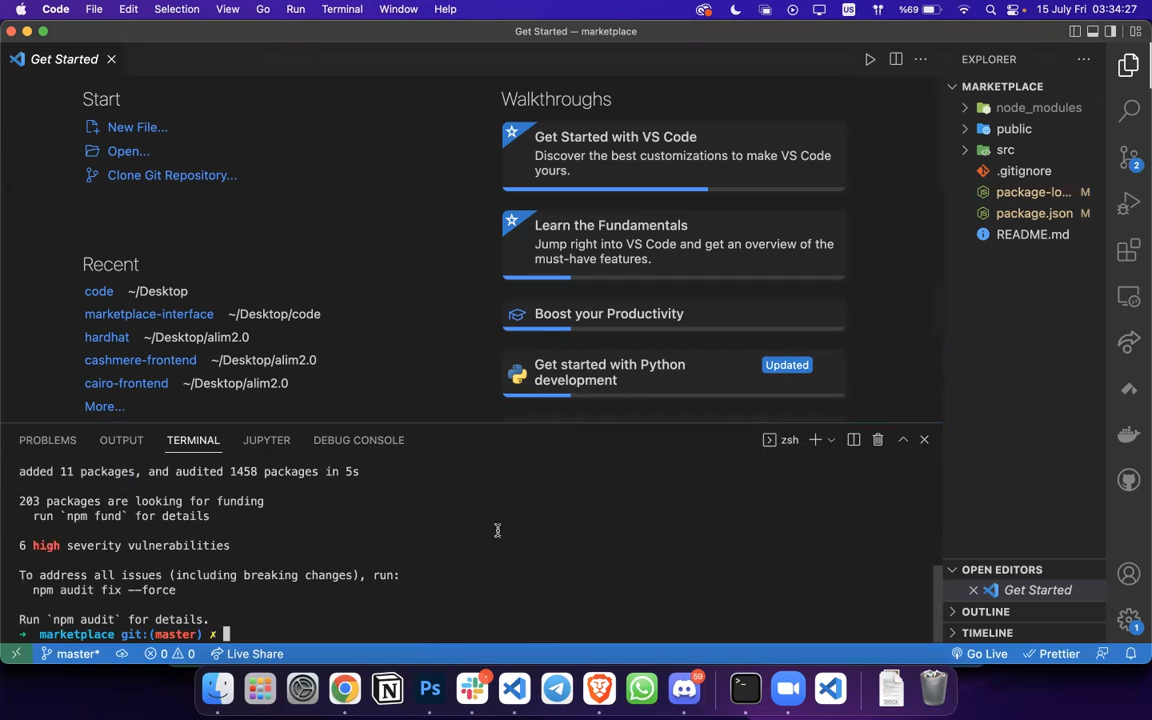 Code File Edit Selection View Go Run Terminal Window Help US %69 15 July Fri 03:34:27
Get Started — marketplace
Get Started
Start
New File...
Open...
Clone Git Repository...
Recent
code ~/Desktop
marketplace-interface ~/Desktop/code
hardhat ~/Desktop/alim2.0
cashmere-frontend ~/Desktop/alim2.0
cairo-frontend ~/Desktop/alim2.0
More...
Walkthroughs
Get Started with VS Code
Discover the best customizations to make VS Code
yours.
Learn the Fundamentals
Jump right into VS Code and get an overview of the
must-have features.
Boost your Productivity
Get started with Python
development
Updated
EXPLORER
MARKETPLACE
node_modules
public
src
.gitignore
package-lo... M
package.json M
README.md
OPEN EDITORS
Get Started
OUTLINE
TIMELINE
2
1
PROBLEMS OUTPUT TERMINAL JUPYTER DEBUG CONSOLE zsh
added 11 packages, and audited 1458 packages in 5s
203 packages are looking for funding
run `npm fund` for details
6 high severity vulnerabilities
To address all issues (including breaking changes), run:
npm audit fix --force
Run `npm audit` for details.
➜ marketplace git:(master) ✗
master* 0 0 Live Share Go Live Prettier
Ps
59